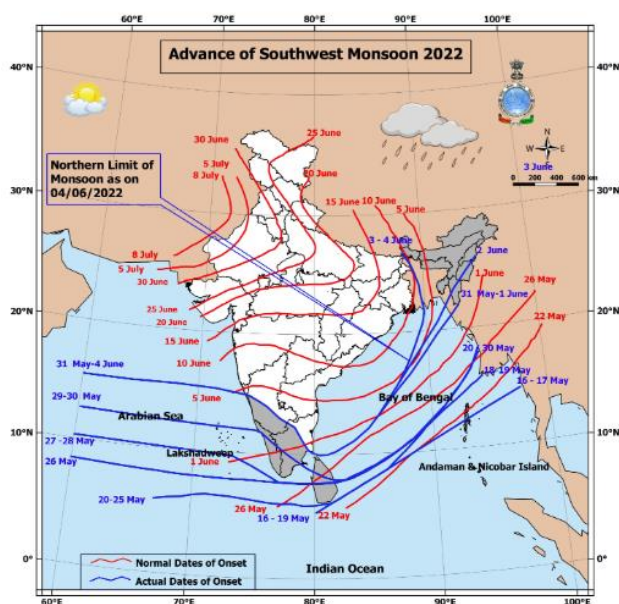 60°E
70°E
80°E
90°E
100°E
Advance of Southwest Monsoon 2022
40°N
40°N
N
W E
S
3 June
0 200 400 600 km
30 June
25 June
5 July
8 July
20 June
Northern Limit of
Monsoon as on
04/06/2022
30°N
30°N
15 June
10 June
5 June
3 - 4 June
2 June
1 June
26 May
31 May-1 June
22 May
8 July
5 July
30 June
25 June
20 June
15 June
10 June
5 June
20°N
20°N
20 - 30 May
18-19 May
16 - 17 May
31 May-4 June
29-30 May
Arabian Sea
Bay of Bengal
27 - 28 May
26 May
Lakshadweep
1 June
10°N
10°N
Andaman & Nicobar Island
20-25 May
26 May
16 - 19 May
22 May
0°
0°
Normal Dates of Onset
Actual Dates of Onset
Indian Ocean
60°E
70°E
80°E
90°E